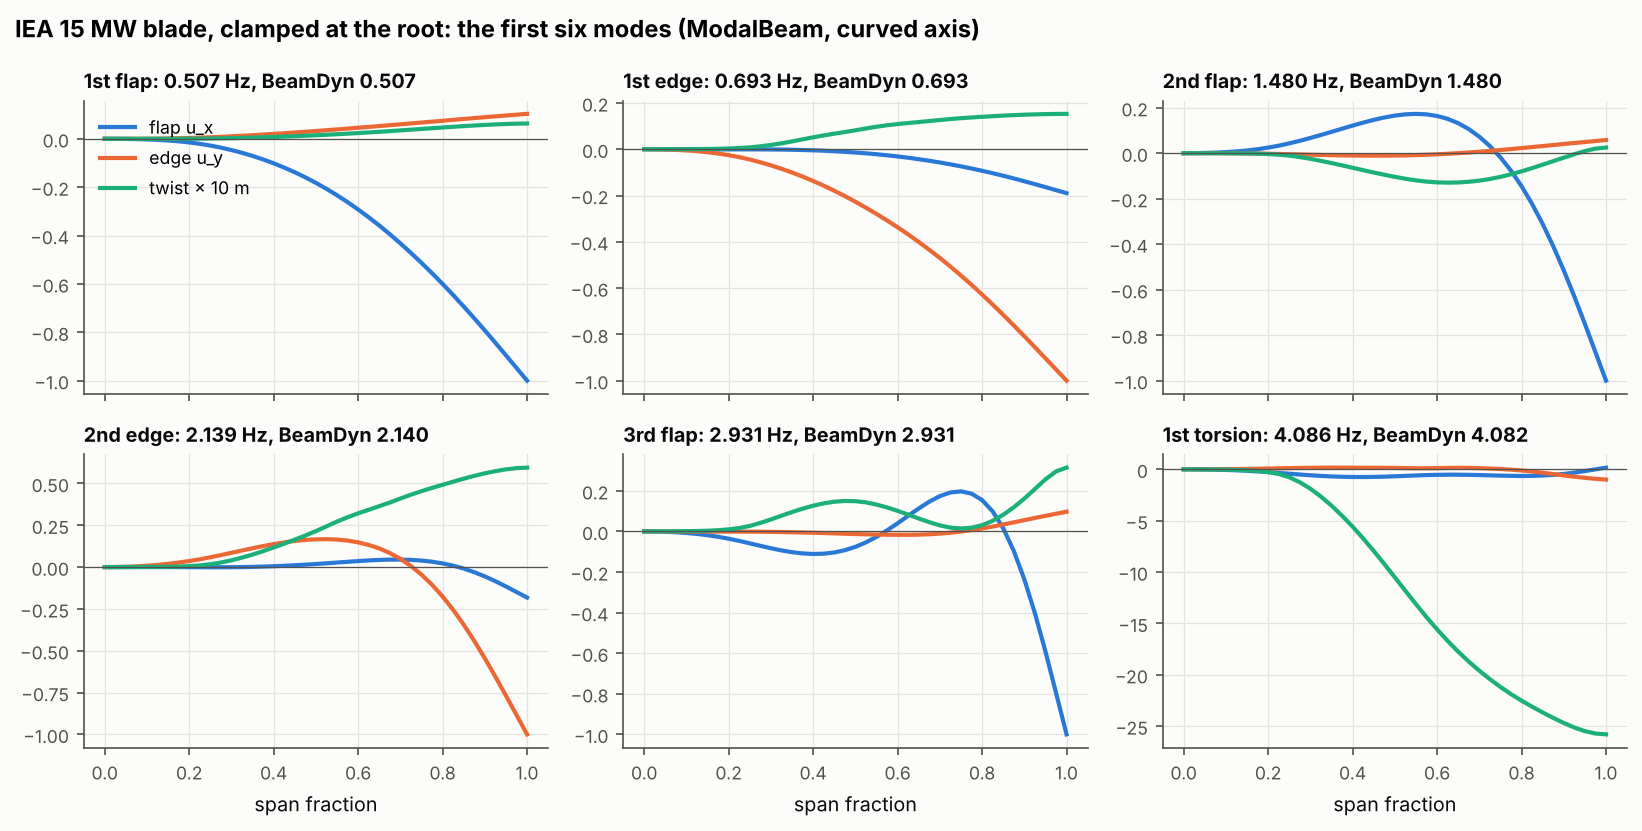 IEA 15 MW blade, clamped at the root: the first six modes (ModalBeam, curved axis)
1st flap: 0.507 Hz, BeamDyn 0.507
flap u_x
edge u_y
twist × 10 m
0.0
−0.2
−0.4
−0.6
−0.8
−1.0
1st edge: 0.693 Hz, BeamDyn 0.693
0.2
0.0
−0.2
−0.4
−0.6
−0.8
−1.0
2nd flap: 1.480 Hz, BeamDyn 1.480
0.2
0.0
−0.2
−0.4
−0.6
−0.8
−1.0
2nd edge: 2.139 Hz, BeamDyn 2.140
0.50
0.25
0.00
−0.25
−0.50
−0.75
−1.00
0.0 0.2 0.4 0.6 0.8 1.0
span fraction
3rd flap: 2.931 Hz, BeamDyn 2.931
0.2
0.0
−0.2
−0.4
−0.6
−0.8
−1.0
0.0 0.2 0.4 0.6 0.8 1.0
span fraction
1st torsion: 4.086 Hz, BeamDyn 4.082
0
−5
−10
−15
−20
−25
0.0 0.2 0.4 0.6 0.8 1.0
span fraction